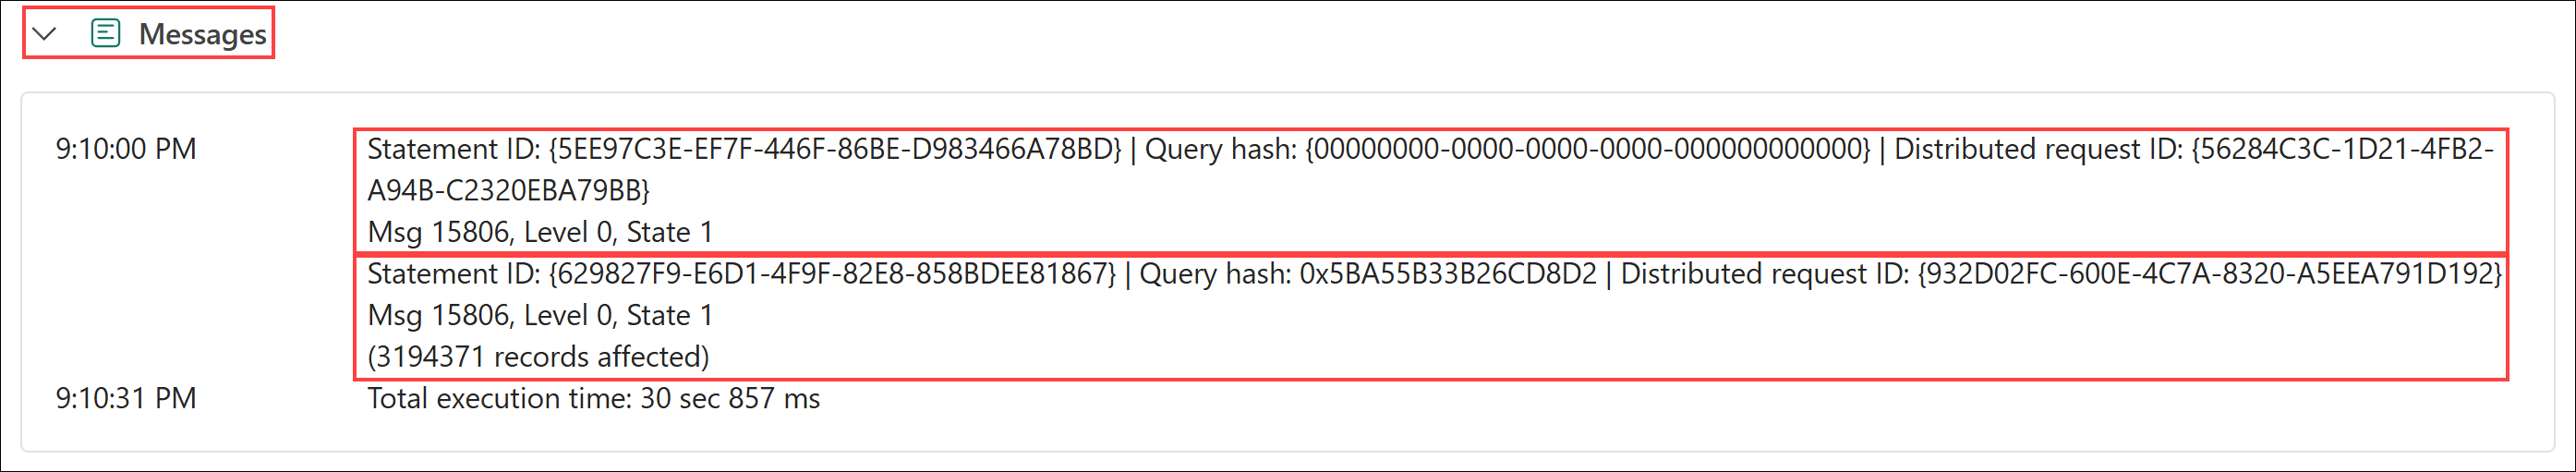 Messages
9:10:00 PM Statement ID: {5EE97C3E-EF7F-446F-86BE-D983466A78BD} | Query hash: {00000000-0000-0000-0000-000000000000} | Distributed request ID: {56284C3C-1D21-4FB2-
A94B-C2320EBA79BB}
Msg 15806, Level 0, State 1
Statement ID: {629827F9-E6D1-4F9F-82E8-858BDEE81867} | Query hash: 0x5BA55B33B26CD8D2 | Distributed request ID: {932D02FC-600E-4C7A-8320-A5EEA791D192}
Msg 15806, Level 0, State 1
(3194371 records affected)
9:10:31 PM Total execution time: 30 sec 857 ms